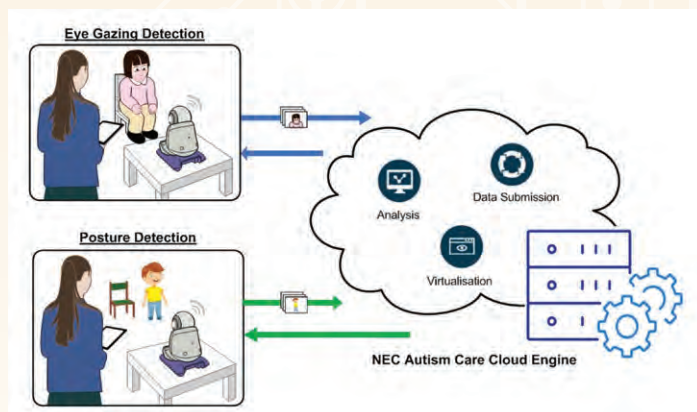 Eye Gazing Detection
Analysis
Data Submission
Virtualisation
Posture Detection
NEC Autism Care Cloud Engine